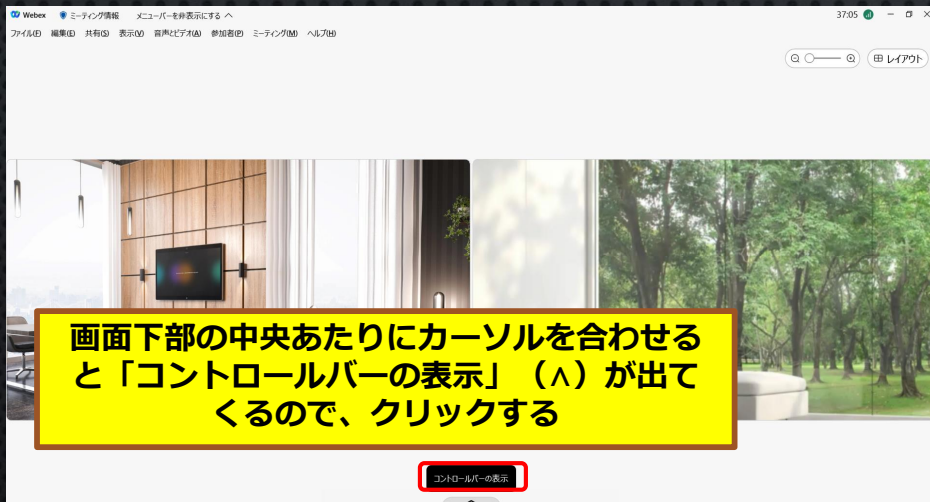 Webex ミーティング情報 メニューバーを非表示にする ヘ 37:05
ファイル(F) 編集(E) 共有(S) 表示(V) 音声とビデオ(A) 参加者(P) ミーティング(M) ヘルプ(H)
レイアウト
画面下部の中央あたりにカーソルを合わせる
と「コントロールバーの表示」（∧）が出て
くるので、クリックする
コントロールバーの表示